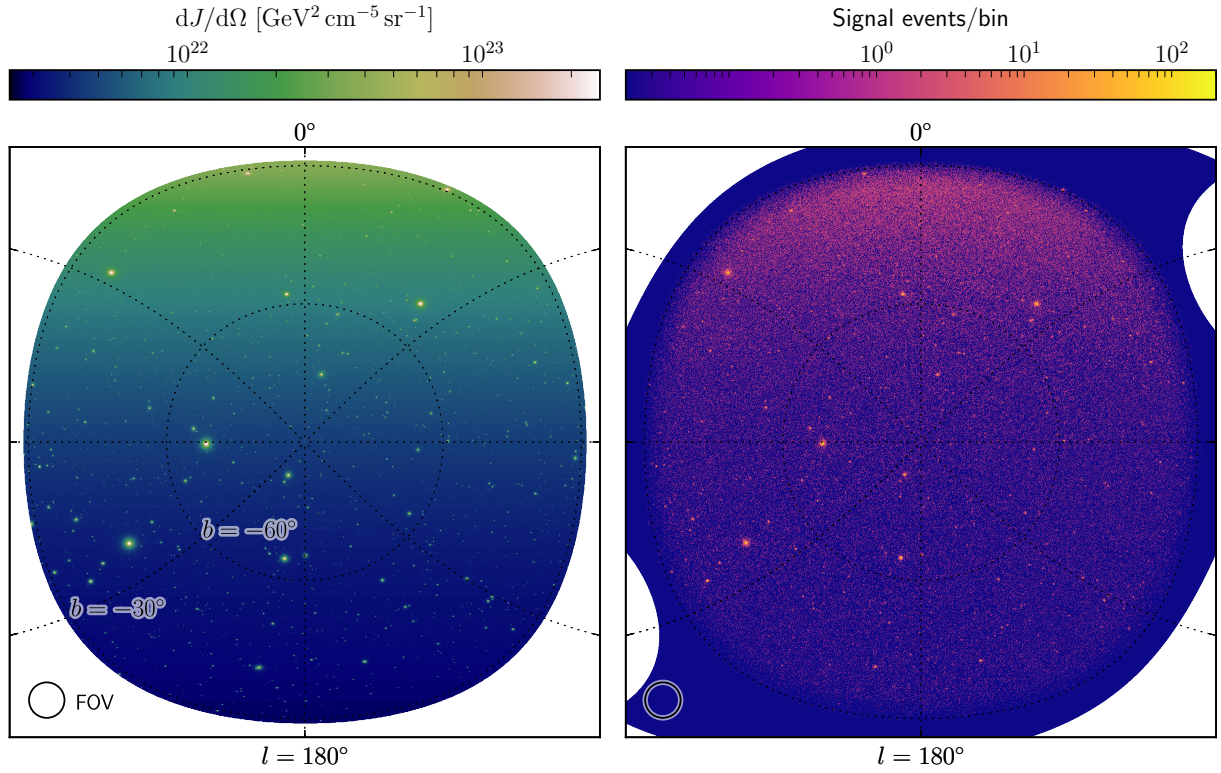 dJ/dΩ [GeV² cm⁻⁵ sr⁻¹]
10²² 10²³
0°
b = −60°
b = −30°
FOV
l = 180°
Signal events/bin
10⁰ 10¹ 10²
0°
l = 180°